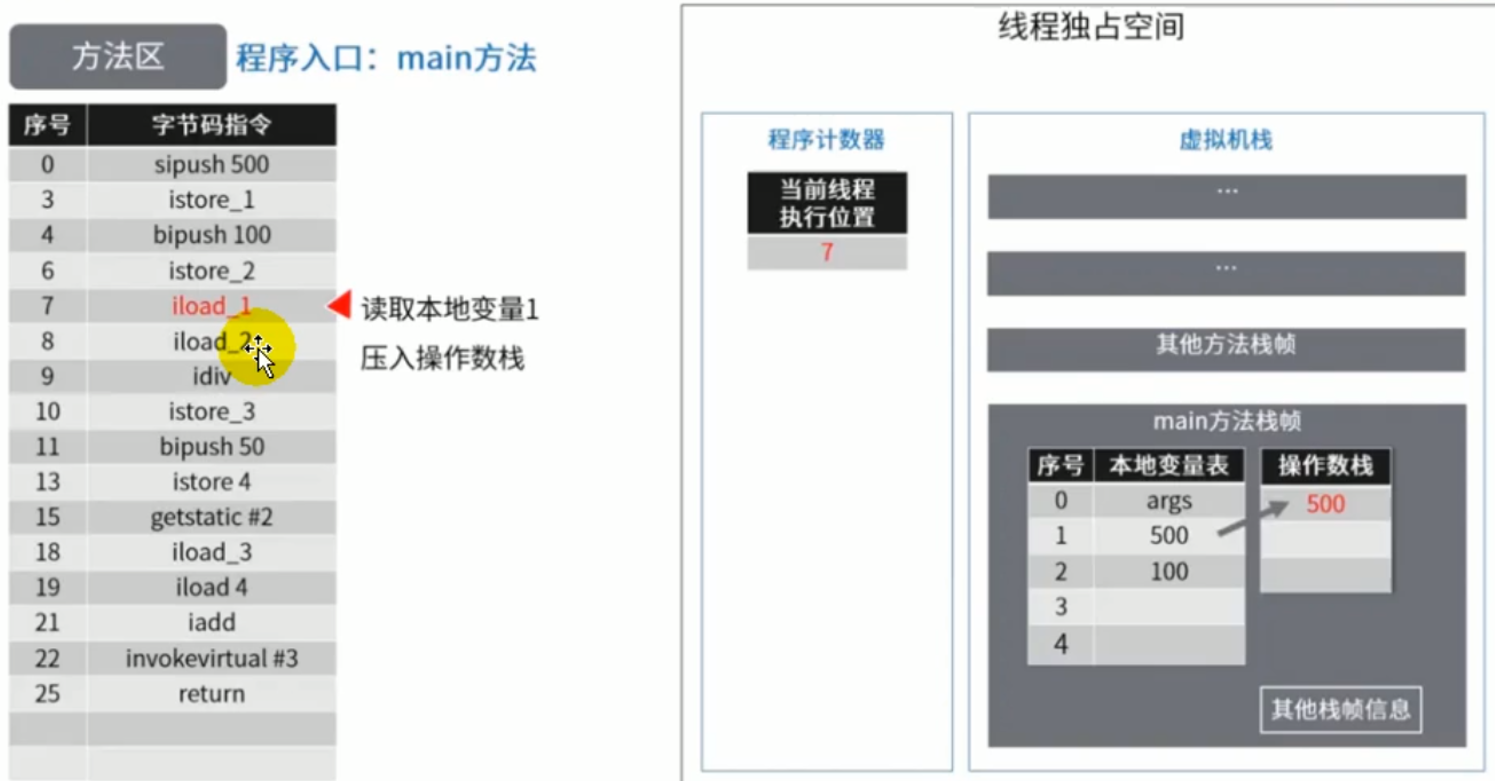 方法区 程序入口：main方法
序号 字节码指令
0 sipush 500
3 istore_1
4 bipush 100
6 istore_2
7 iload_1
8 iload_2
9 idiv
10 istore_3
11 bipush 50
13 istore 4
15 getstatic #2
18 iload_3
19 iload 4
21 iadd
22 invokevirtual #3
25 return
读取本地变量1
压入操作数栈
线程独占空间
程序计数器
当前线程
执行位置
7
虚拟机栈
...
...
其他方法栈帧
main方法栈帧
序号 本地变量表
0 args
1 500
2 100
3
4
操作数栈
500
其他栈帧信息